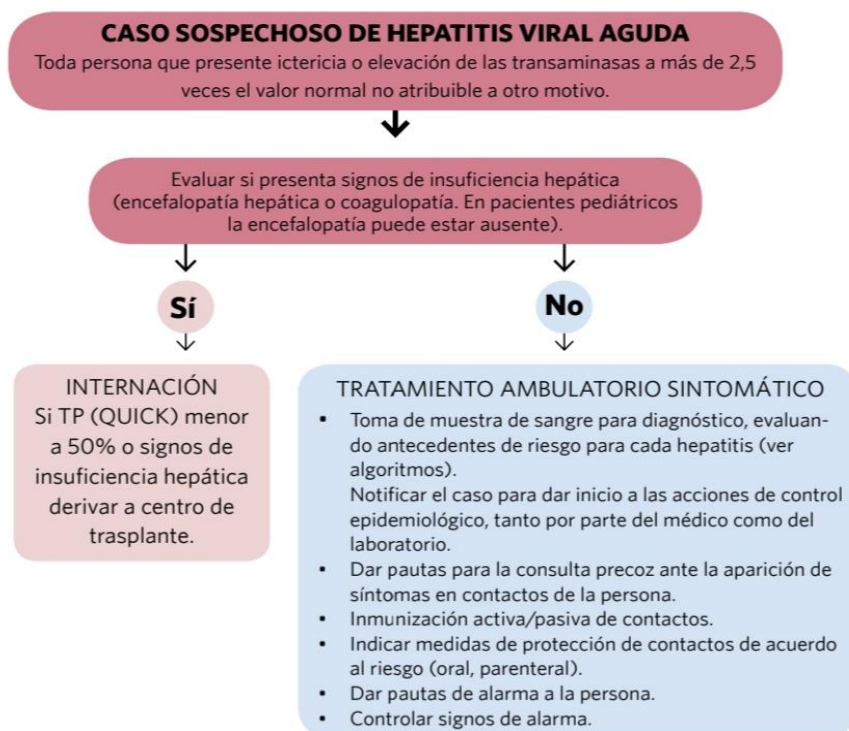 CASO SOSPECHOSO DE HEPATITIS VIRAL AGUDA
Toda persona que presente ictericia o elevación de las transaminasas a más de 2,5
veces el valor normal no atribuible a otro motivo.
Evaluar si presenta signos de insuficiencia hepática
(encefalopatía hepática o coagulopatía. En pacientes pediátricos
la encefalopatía puede estar ausente).
Sí
No
INTERNACIÓN
Si TP (QUICK) menor
a 50% o signos de
insuficiencia hepática
derivar a centro de
trasplante.
TRATAMIENTO AMBULATORIO SINTOMÁTICO
• Toma de muestra de sangre para diagnóstico, evaluan-
do antecedentes de riesgo para cada hepatitis (ver
algoritmos).
Notificar el caso para dar inicio a las acciones de control
epidemiológico, tanto por parte del médico como del
laboratorio.
• Dar pautas para la consulta precoz ante la aparición de
síntomas en contactos de la persona.
• Inmunización activa/pasiva de contactos.
• Indicar medidas de protección de contactos de acuerdo
al riesgo (oral, parenteral).
• Dar pautas de alarma a la persona.
• Controlar signos de alarma.